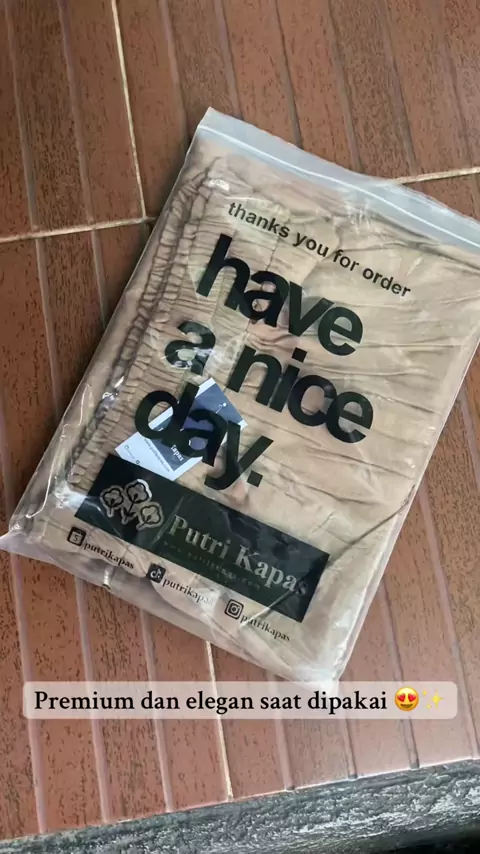 thanks you for order
have
a nice
day.
Putri Kapas
putrikapas
putrikapas
putrikapas
Premium dan elegan saat dipakai 😍✨